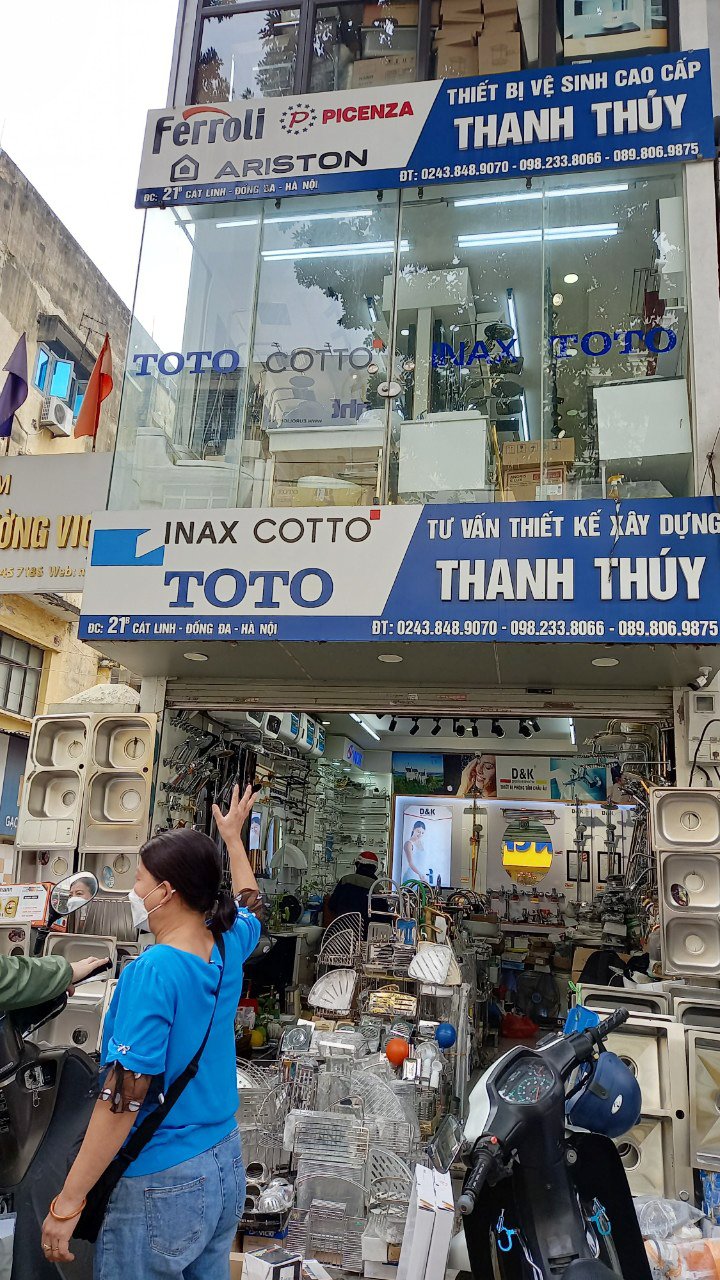 Ferroli
PICENZA
ARISTON
ĐC: 21B CÁT LINH - ĐỐNG ĐA - HÀ NỘI
THIẾT BỊ VỆ SINH CAO CẤP
THANH THÚY
ĐT: 0243.848.9070 - 098.233.8066 - 089.806.9875
TOTO COTTO INAX TOTO
INAX COTTO
TOTO
ĐC: 21B CÁT LINH - ĐỐNG ĐA - HÀ NỘI
TƯ VẤN THIẾT KẾ XÂY DỰNG
THANH THÚY
ĐT: 0243.848.9070 - 098.233.8066 - 089.806.9875
D&K
D&K
D&K